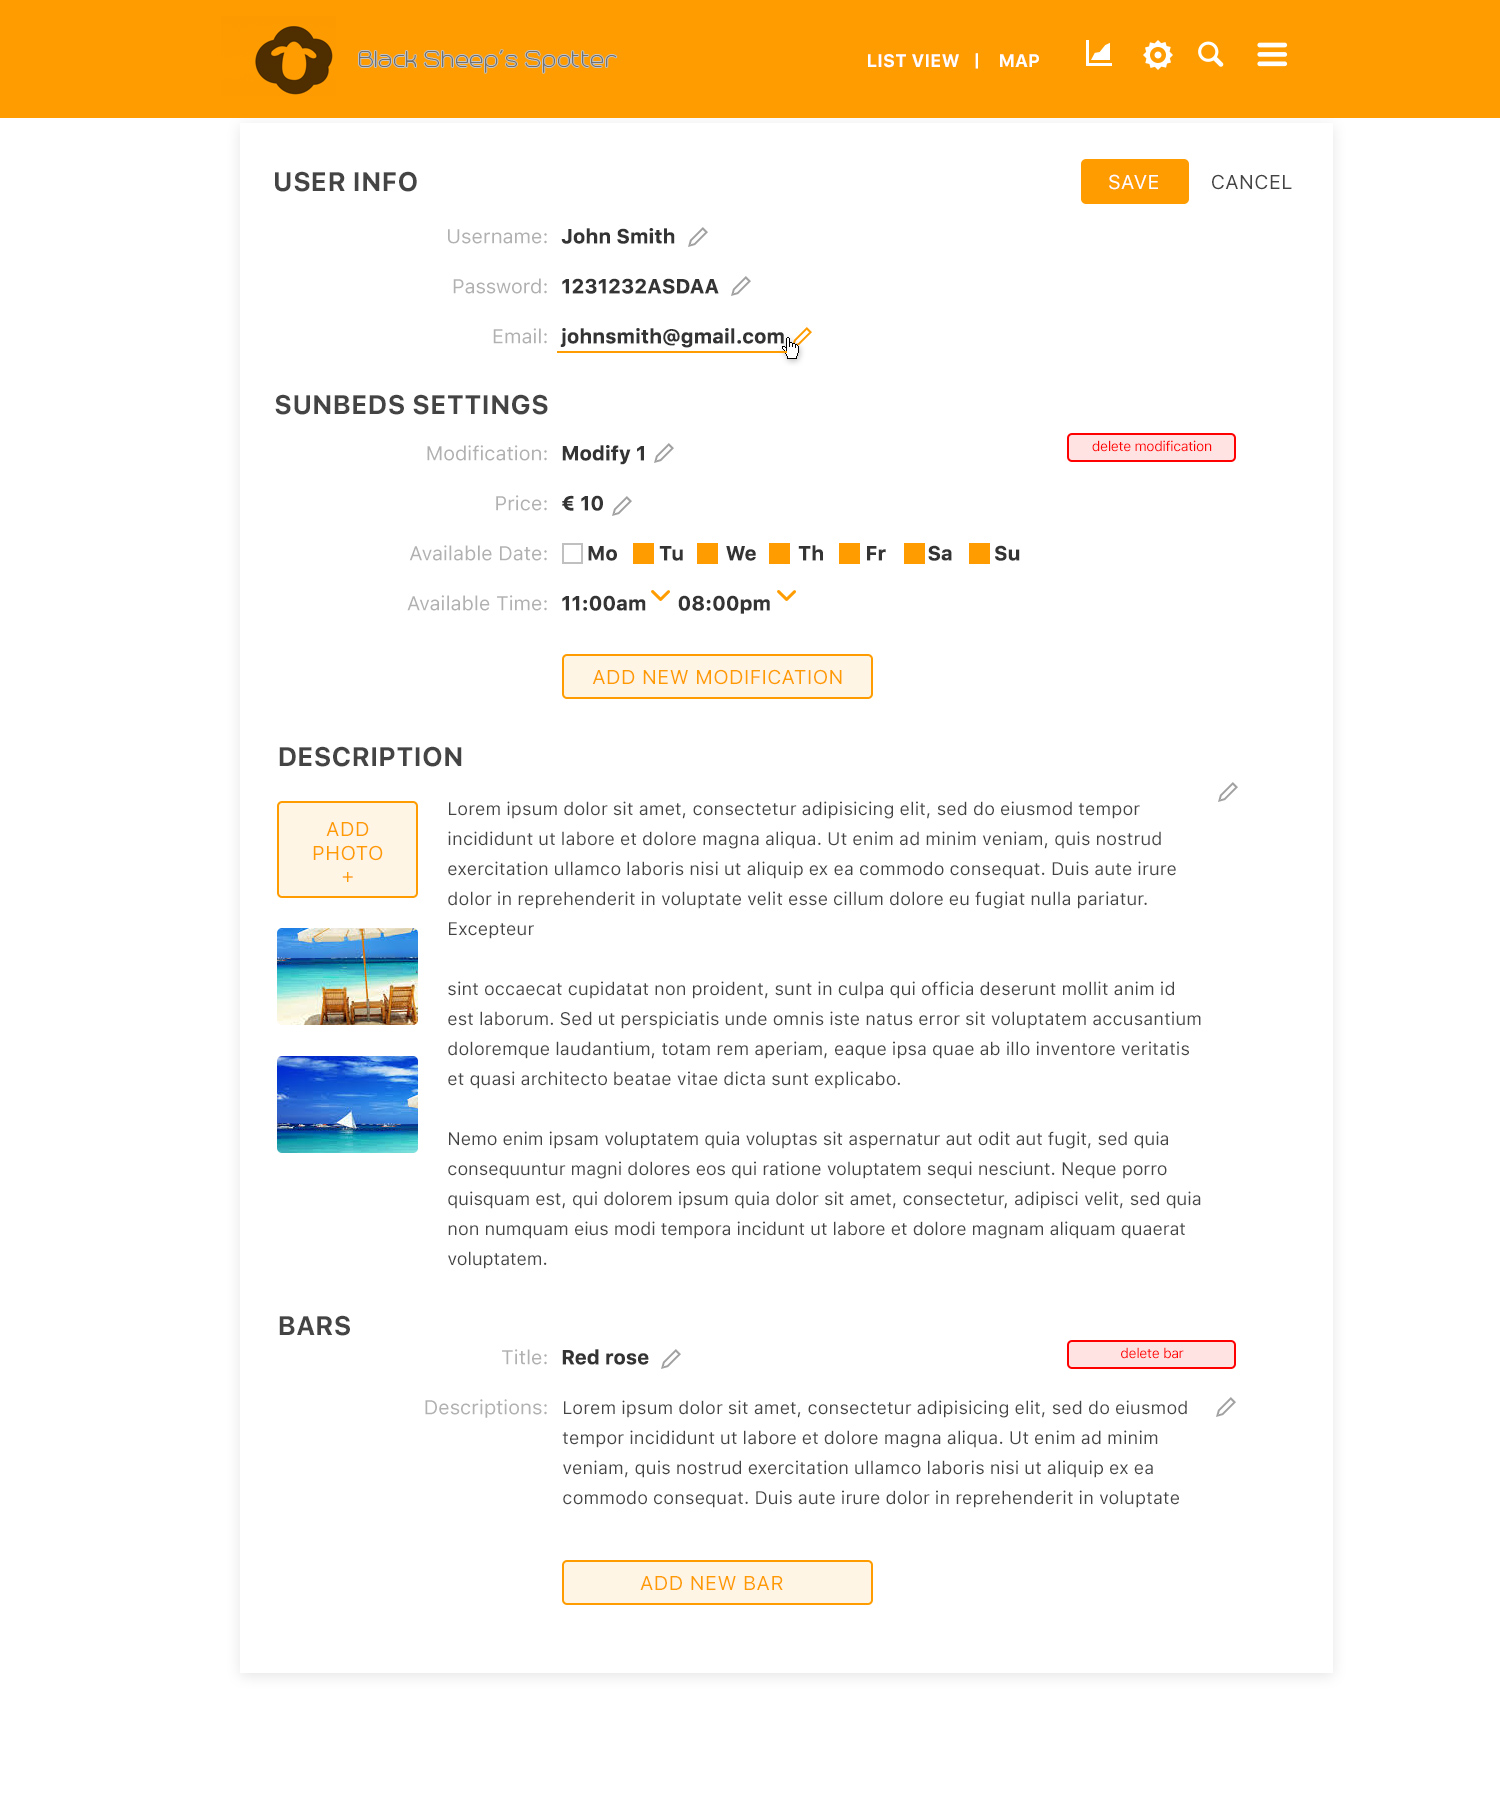 Black Sheep's Spotter
LIST VIEW | MAP
USER INFO
SAVE CANCEL
Username: John Smith
Password: 1231232ASDAA
Email: johnsmith@gmail.com
SUNBEDS SETTINGS
Modification: Modify 1
delete modification
Price: € 10
Available Date: Mo Tu We Th Fr Sa Su
Available Time: 11:00am 08:00pm
ADD NEW MODIFICATION
DESCRIPTION
ADD
PHOTO
+
Lorem ipsum dolor sit amet, consectetur adipisicing elit, sed do eiusmod tempor
incididunt ut labore et dolore magna aliqua. Ut enim ad minim veniam, quis nostrud
exercitation ullamco laboris nisi ut aliquip ex ea commodo consequat. Duis aute irure
dolor in reprehenderit in voluptate velit esse cillum dolore eu fugiat nulla pariatur.
Excepteur
sint occaecat cupidatat non proident, sunt in culpa qui officia deserunt mollit anim id
est laborum. Sed ut perspiciatis unde omnis iste natus error sit voluptatem accusantium
doloremque laudantium, totam rem aperiam, eaque ipsa quae ab illo inventore veritatis
et quasi architecto beatae vitae dicta sunt explicabo.
Nemo enim ipsam voluptatem quia voluptas sit aspernatur aut odit aut fugit, sed quia
consequuntur magni dolores eos qui ratione voluptatem sequi nesciunt. Neque porro
quisquam est, qui dolorem ipsum quia dolor sit amet, consectetur, adipisci velit, sed quia
non numquam eius modi tempora incidunt ut labore et dolore magnam aliquam quaerat
voluptatem.
BARS
Title: Red rose
delete bar
Descriptions: Lorem ipsum dolor sit amet, consectetur adipisicing elit, sed do eiusmod
tempor incididunt ut labore et dolore magna aliqua. Ut enim ad minim
veniam, quis nostrud exercitation ullamco laboris nisi ut aliquip ex ea
commodo consequat. Duis aute irure dolor in reprehenderit in voluptate
ADD NEW BAR